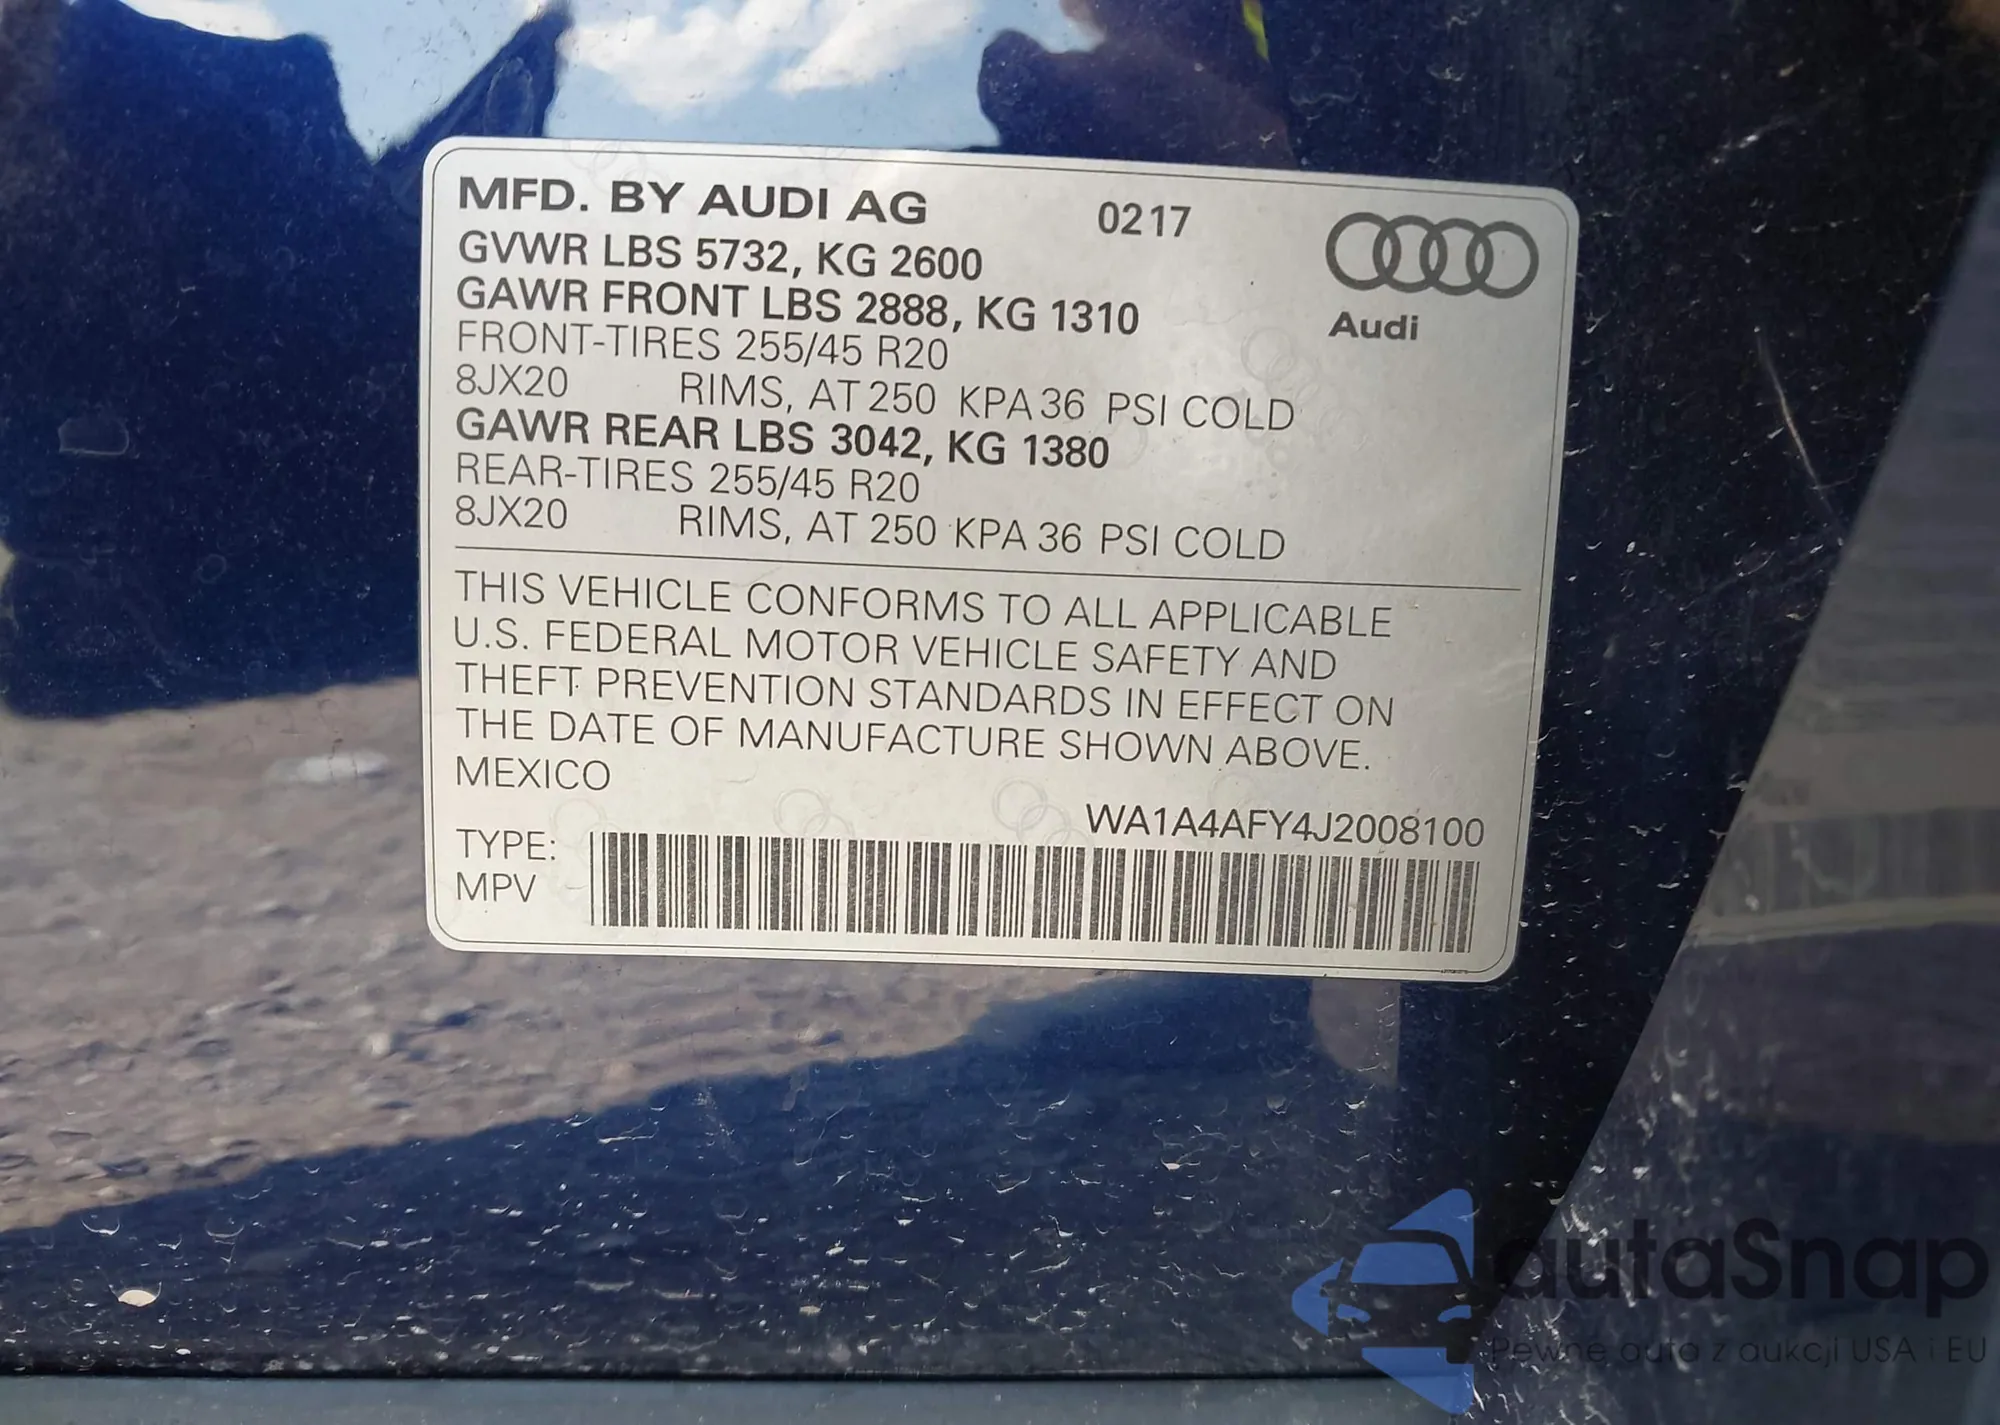 MFD. BY AUDI AG 0217
GVWR LBS 5732, KG 2600
GAWR FRONT LBS 2888, KG 1310
Audi
FRONT-TIRES 255/45 R20
8JX20 RIMS, AT 250 KPA 36 PSI COLD
GAWR REAR LBS 3042, KG 1380
REAR-TIRES 255/45 R20
8JX20 RIMS, AT 250 KPA 36 PSI COLD
THIS VEHICLE CONFORMS TO ALL APPLICABLE
U.S. FEDERAL MOTOR VEHICLE SAFETY AND
THEFT PREVENTION STANDARDS IN EFFECT ON
THE DATE OF MANUFACTURE SHOWN ABOVE.
MEXICO
WA1A4AFY4J2008100
TYPE:
MPV
autaSnap
Pewne auta z aukcji USA i EU